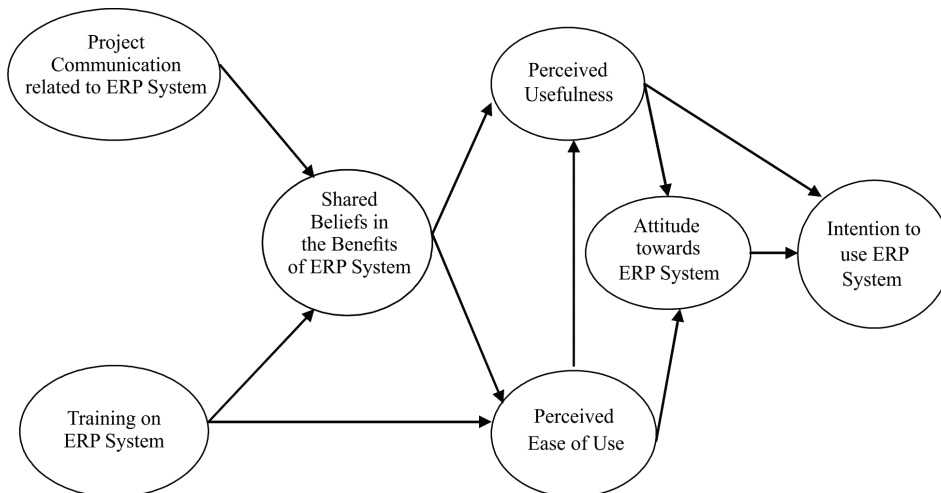 Project
Communication
related to ERP System
Perceived
Usefulness
Shared
Beliefs in
the Benefits
of ERP System
Attitude
towards
ERP System
Intention to
use ERP
System
Training on
ERP System
Perceived
Ease of Use